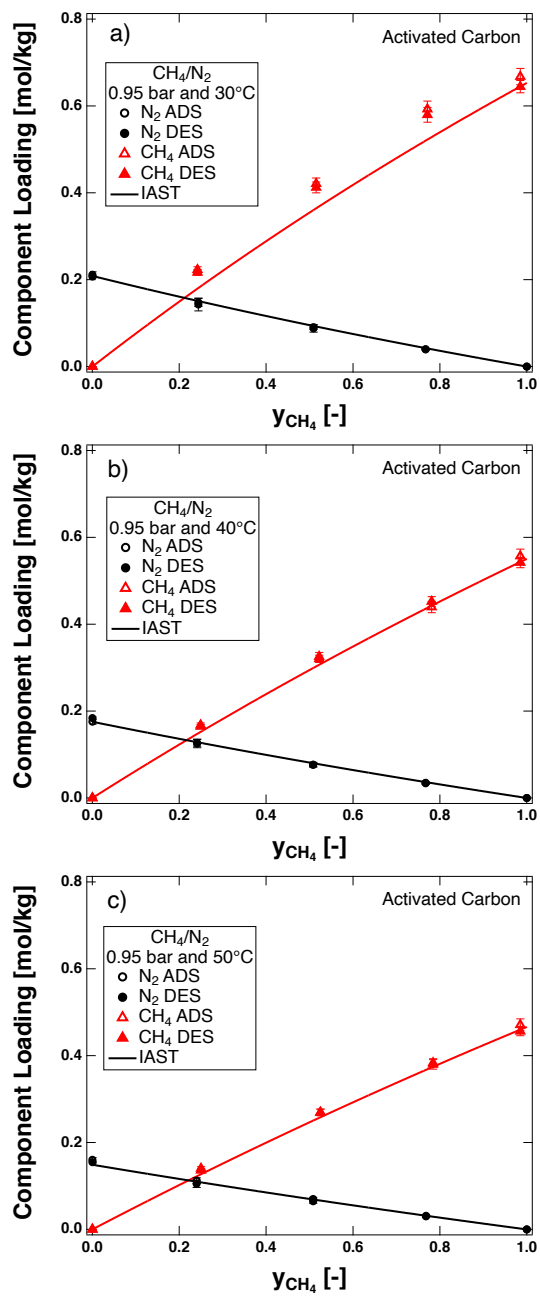 a)
Activated Carbon
CH₄/N₂
0.95 bar and 30°C
N₂ ADS
N₂ DES
CH₄ ADS
CH₄ DES
IAST
Component Loading [mol/kg]
0.8
0.6
0.4
0.2
0.0
0.0 0.2 0.4 0.6 0.8 1.0
yCH₄ [-]
b)
Activated Carbon
CH₄/N₂
0.95 bar and 40°C
N₂ ADS
N₂ DES
CH₄ ADS
CH₄ DES
IAST
Component Loading [mol/kg]
0.8
0.6
0.4
0.2
0.0
0.0 0.2 0.4 0.6 0.8 1.0
yCH₄ [-]
c)
Activated Carbon
CH₄/N₂
0.95 bar and 50°C
N₂ ADS
N₂ DES
CH₄ ADS
CH₄ DES
IAST
Component Loading [mol/kg]
0.8
0.6
0.4
0.2
0.0
0.0 0.2 0.4 0.6 0.8 1.0
yCH₄ [-]